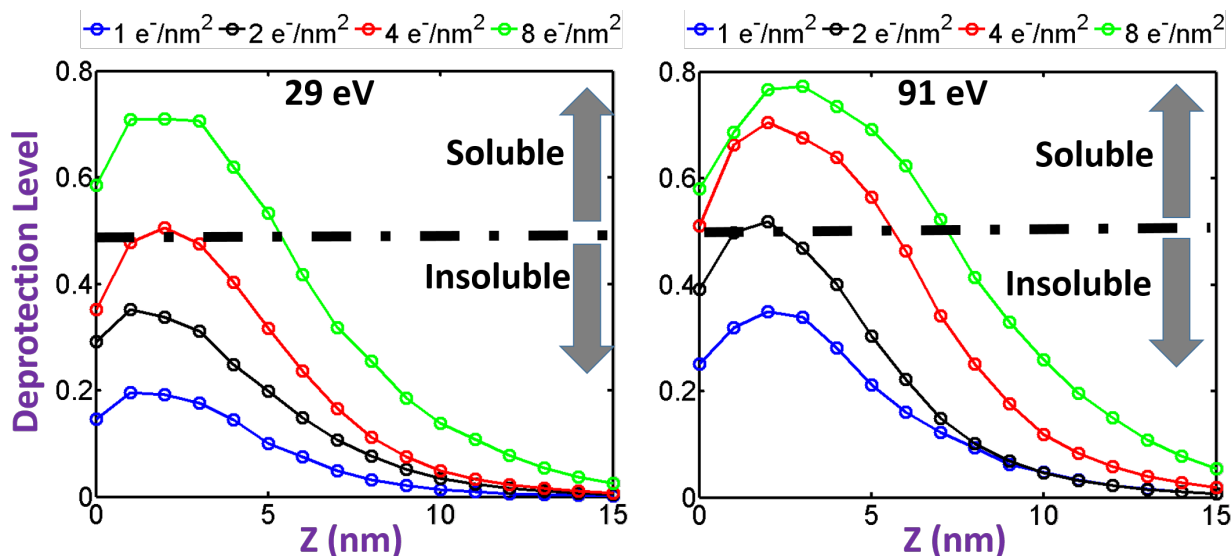 1 e⁻/nm² 2 e⁻/nm² 4 e⁻/nm² 8 e⁻/nm²
29 eV
Soluble
Insoluble
Deprotection Level
0.8
0.6
0.4
0.2
0
0 5 10 15
Z (nm)
1 e⁻/nm² 2 e⁻/nm² 4 e⁻/nm² 8 e⁻/nm²
91 eV
Soluble
Insoluble
0.8
0.6
0.4
0.2
0
0 5 10 15
Z (nm)